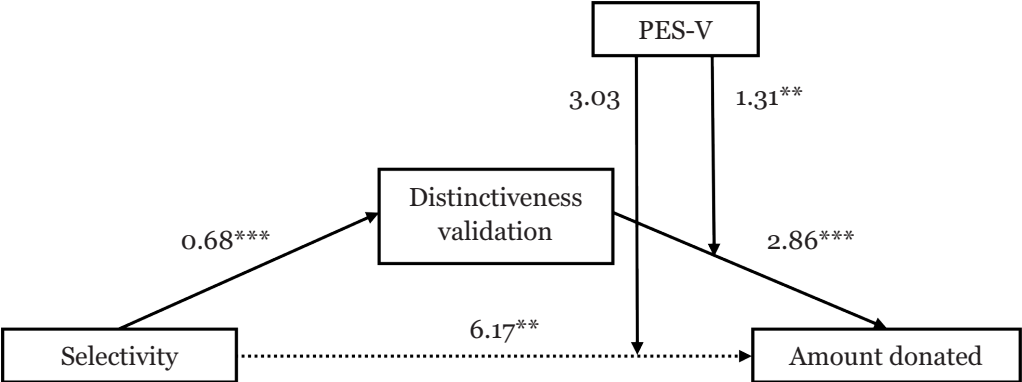 PES-V
3.03
1.31**
Distinctiveness
validation
0.68***
2.86***
6.17**
Selectivity
Amount donated